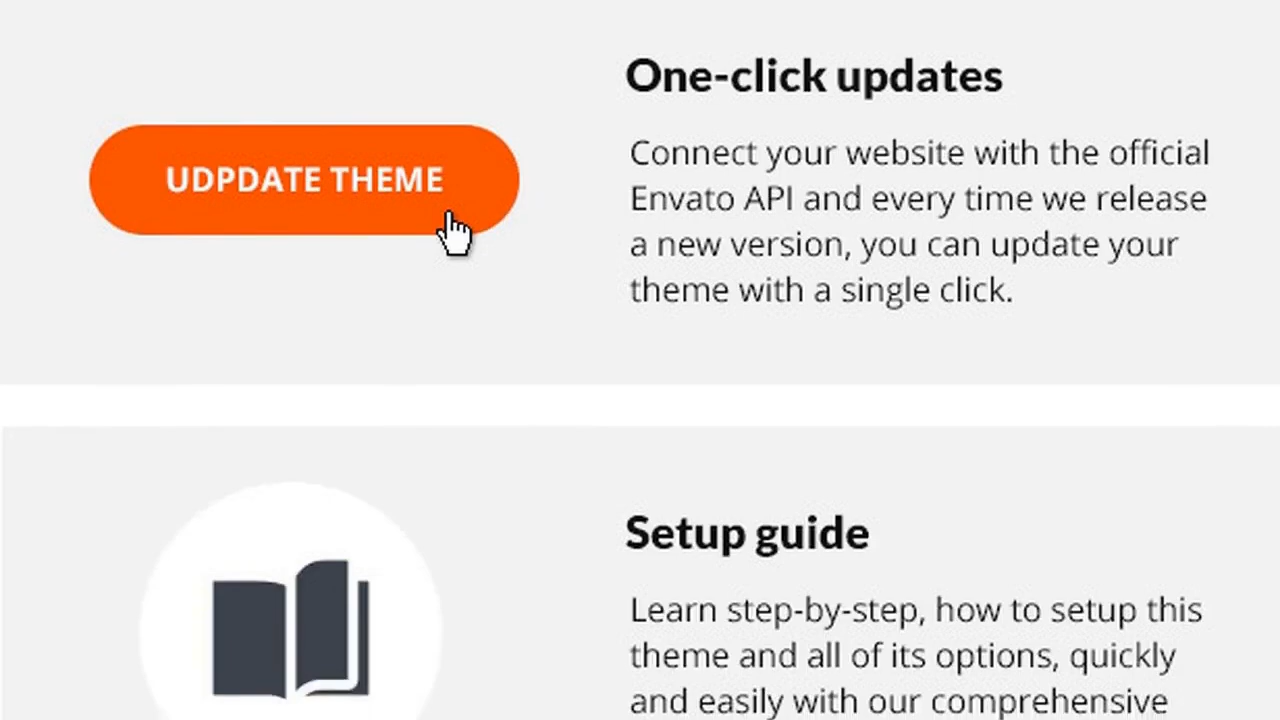 One-click updates
UDPDATE THEME
Connect your website with the official
Envato API and every time we release
a new version, you can update your
theme with a single click.
Setup guide
Learn step-by-step, how to setup this
theme and all of its options, quickly
and easily with our comprehensive